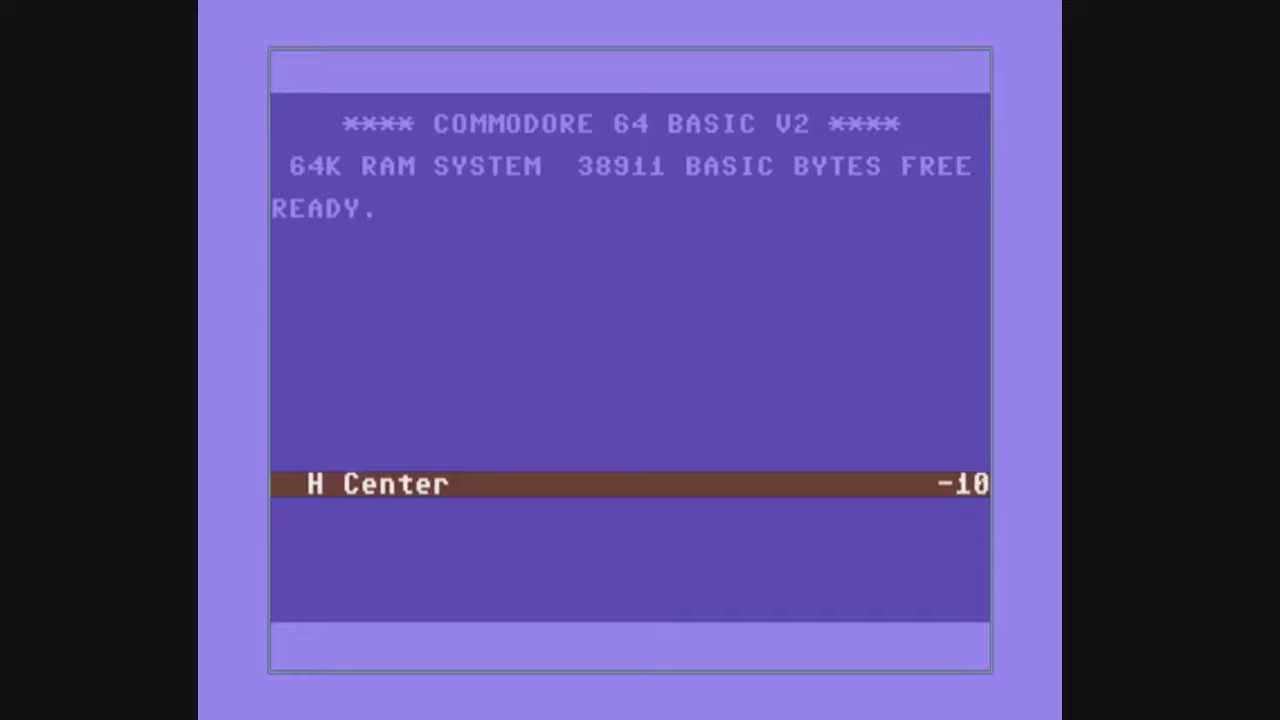 **** COMMODORE 64 BASIC V2 ****
64K RAM SYSTEM  38911 BASIC BYTES FREE
READY.
H Center -10